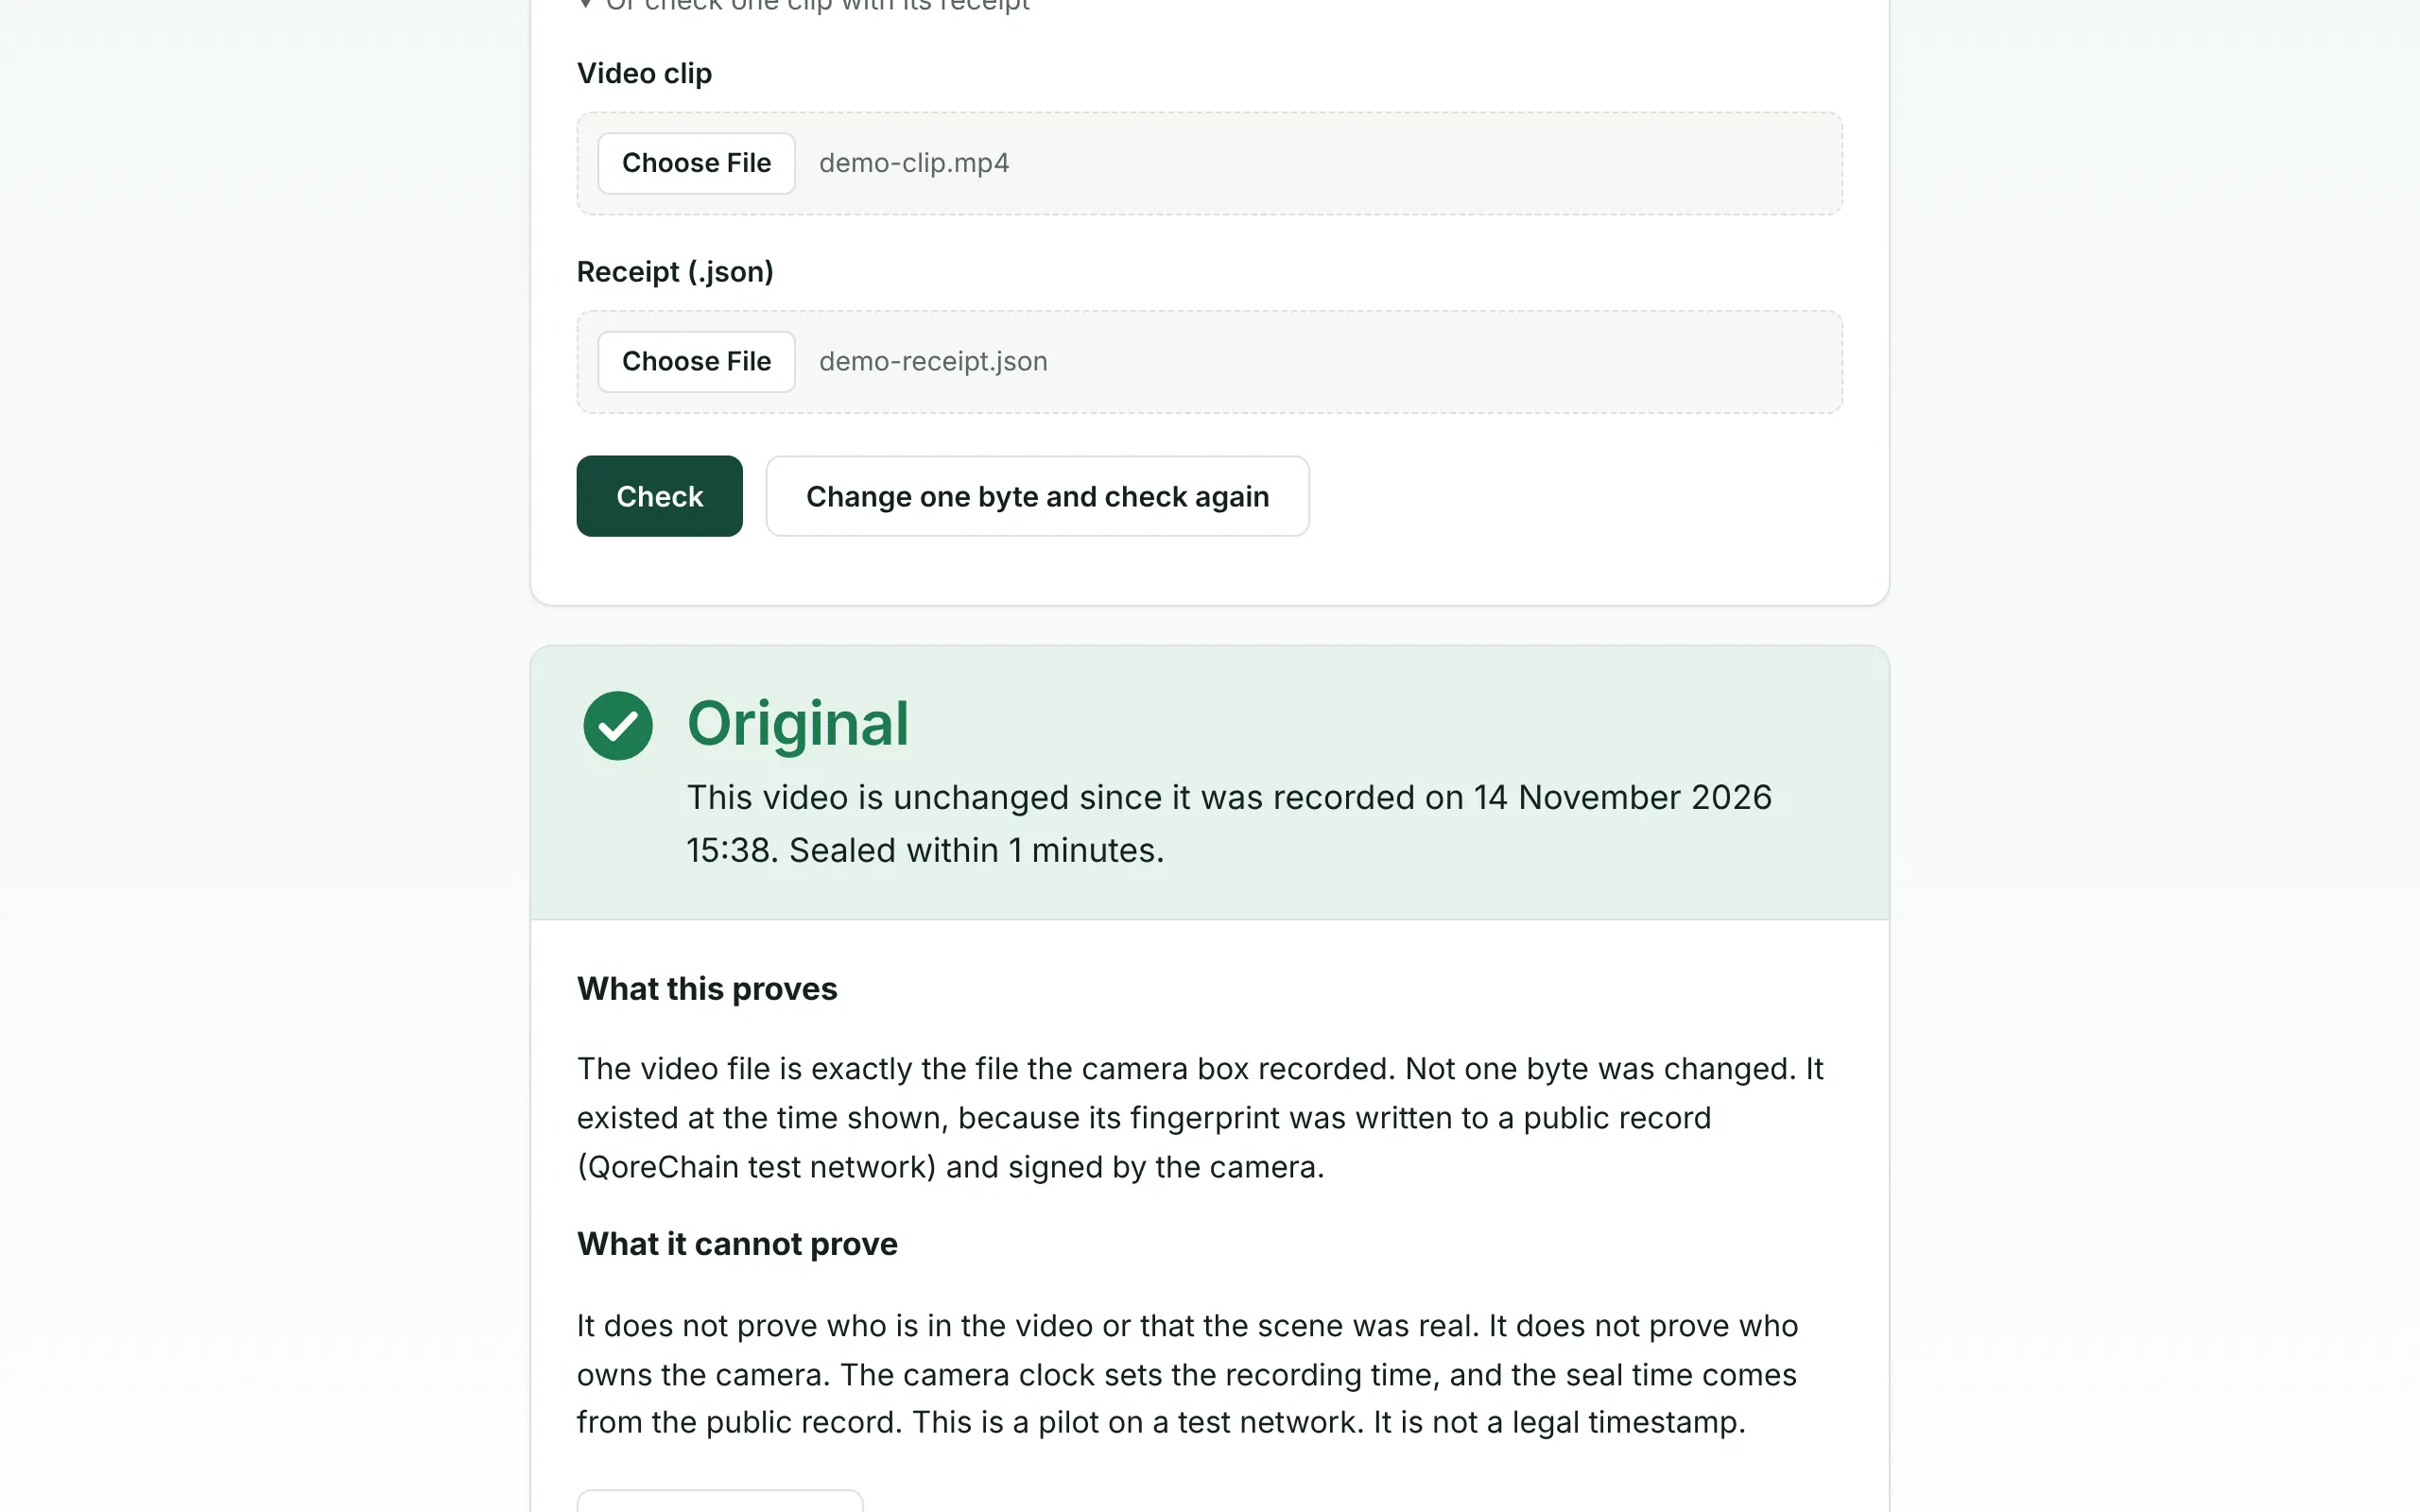 Or check one clip with its receipt
Video clip
Choose File demo-clip.mp4
Receipt (.json)
Choose File demo-receipt.json
Check Change one byte and check again
Original
This video is unchanged since it was recorded on 14 November 2026
15:38. Sealed within 1 minutes.
What this proves
The video file is exactly the file the camera box recorded. Not one byte was changed. It
existed at the time shown, because its fingerprint was written to a public record
(QoreChain test network) and signed by the camera.
What it cannot prove
It does not prove who is in the video or that the scene was real. It does not prove who
owns the camera. The camera clock sets the recording time, and the seal time comes
from the public record. This is a pilot on a test network. It is not a legal timestamp.